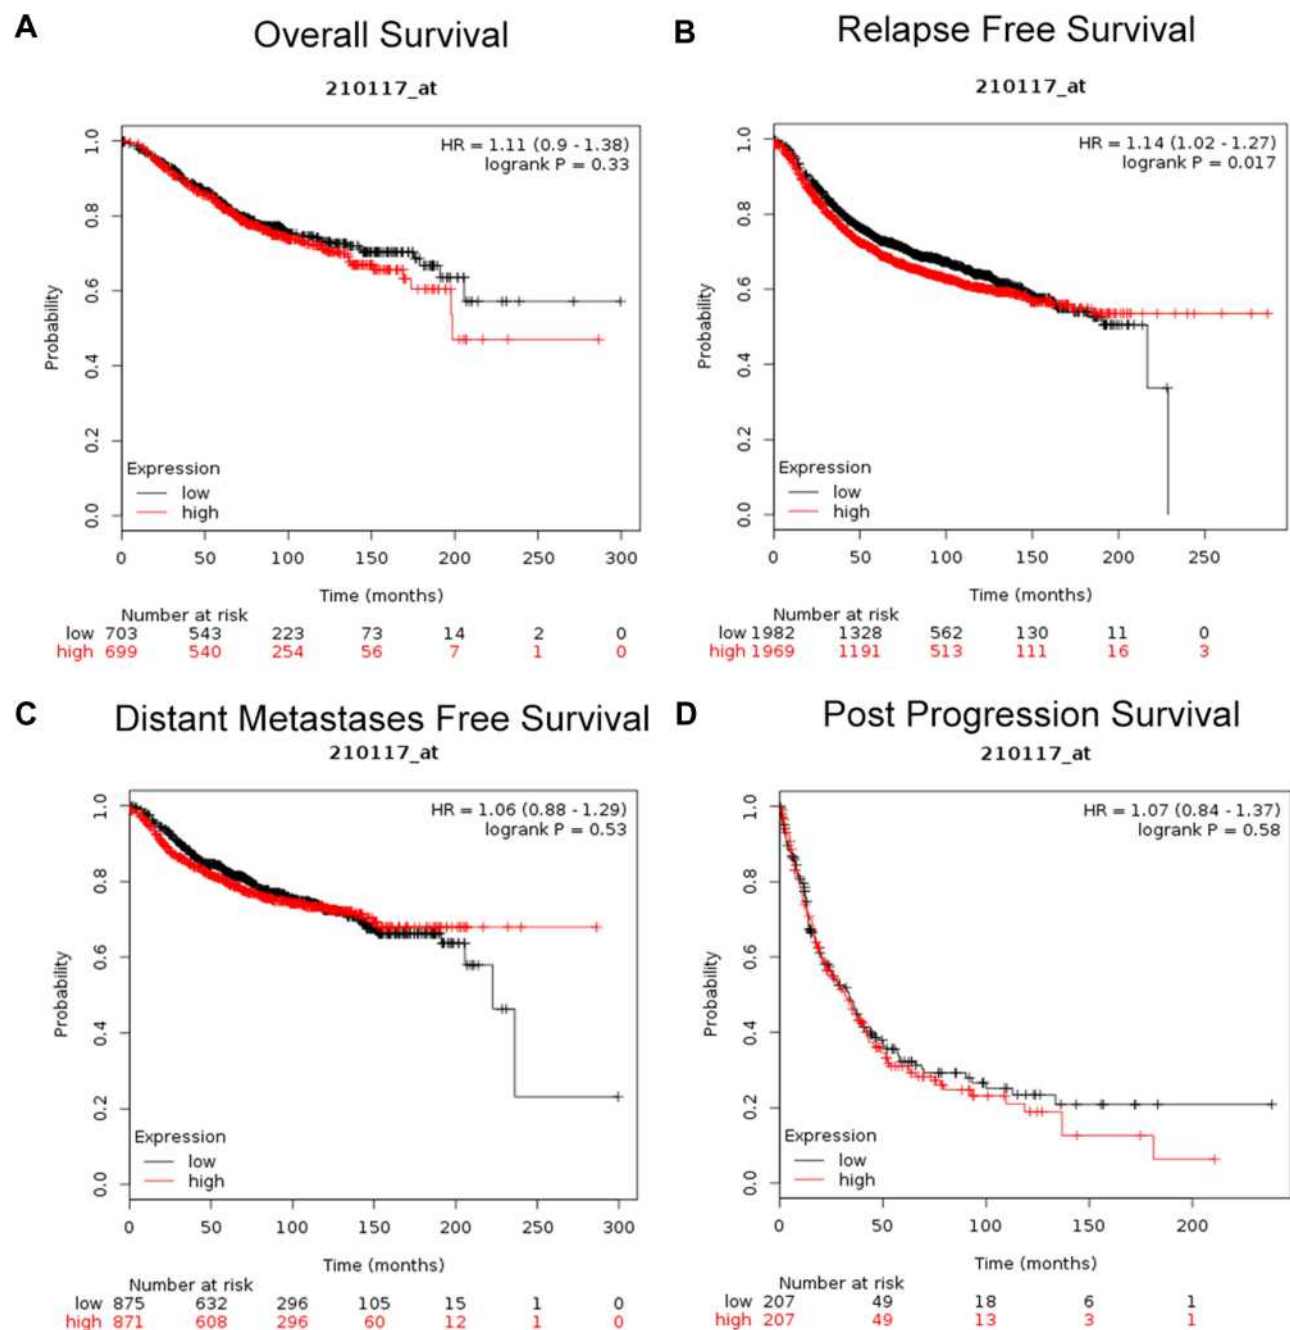 A
Overall Survival
210117_at
HR = 1.11 (0.9 - 1.38)
logrank P = 0.33
Probability
1.0
0.8
0.6
0.4
0.2
0.0
Expression
low
high
0 50 100 150 200 250 300
Time (months)
Number at risk
low 703 543 223 73 14 2 0
high 699 540 254 56 7 1 0
B
Relapse Free Survival
210117_at
HR = 1.14 (1.02 - 1.27)
logrank P = 0.017
Probability
1.0
0.8
0.6
0.4
0.2
0.0
Expression
low
high
0 50 100 150 200 250
Time (months)
Number at risk
low 1982 1328 562 130 11 0
high 1969 1191 513 111 16 3
C
Distant Metastases Free Survival
210117_at
HR = 1.06 (0.88 - 1.29)
logrank P = 0.53
Probability
1.0
0.8
0.6
0.4
0.2
0.0
Expression
low
high
0 50 100 150 200 250 300
Time (months)
Number at risk
low 875 632 296 105 15 1 0
high 871 608 296 60 12 1 0
D
Post Progression Survival
210117_at
HR = 1.07 (0.84 - 1.37)
logrank P = 0.58
Probability
1.0
0.8
0.6
0.4
0.2
0.0
Expression
low
high
0 50 100 150 200
Time (months)
Number at risk
low 207 49 18 6 1
high 207 49 13 3 1